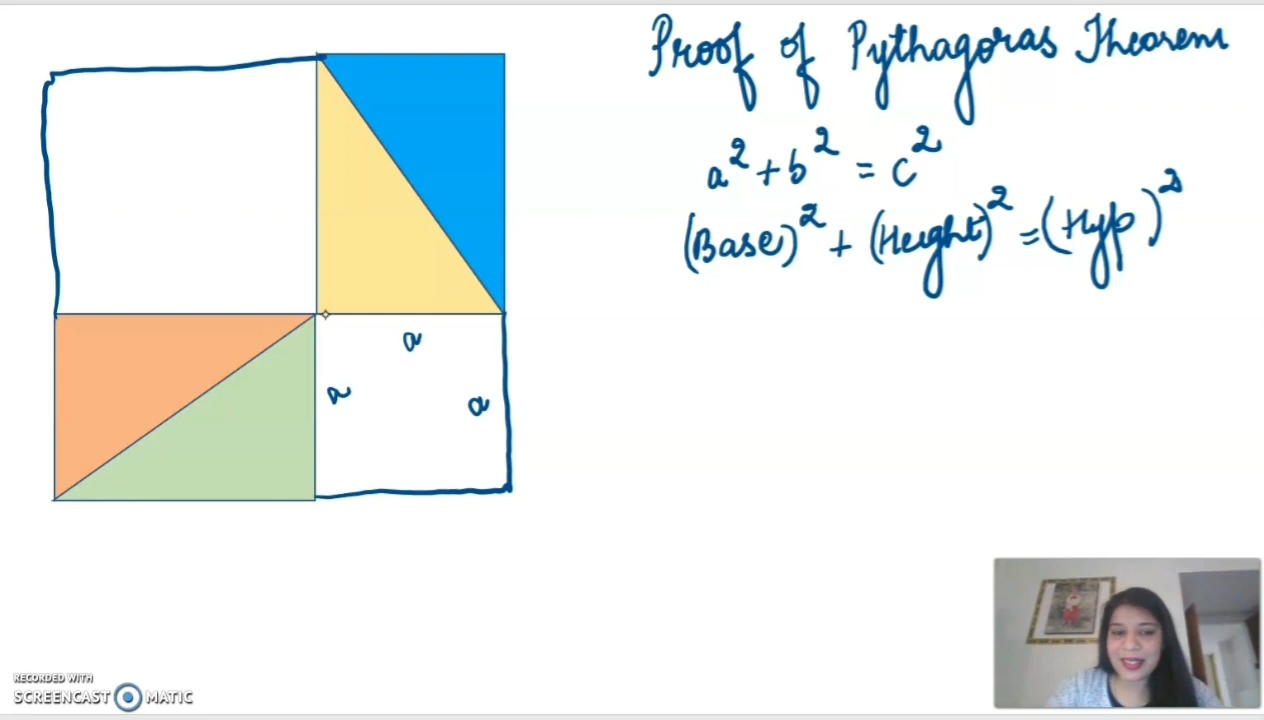 Proof of Pythagoras Theorem
a² + b² = c²
(Base)² + (Height)² = (Hyp)²
a
a
a
RECORDED WITH
SCREENCAST MATIC